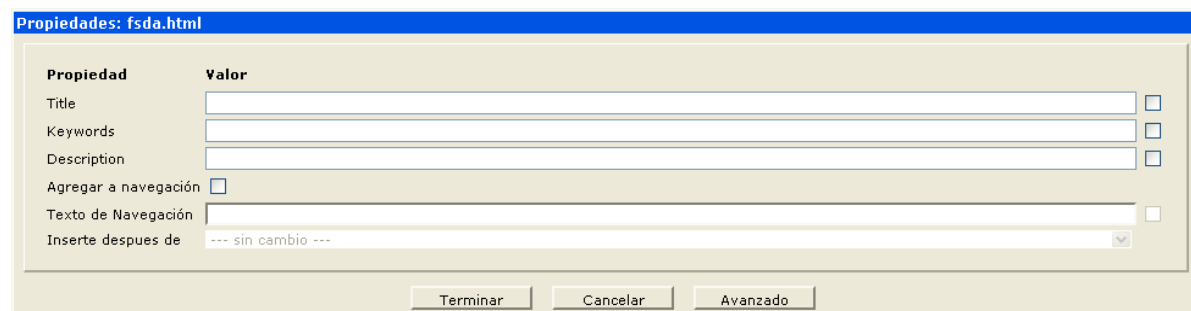 Propiedades: fsda.html
Propiedad Valor
Title
Keywords
Description
Agregar a navegación
Texto de Navegación
Inserte despues de --- sin cambio ---
Terminar Cancelar Avanzado